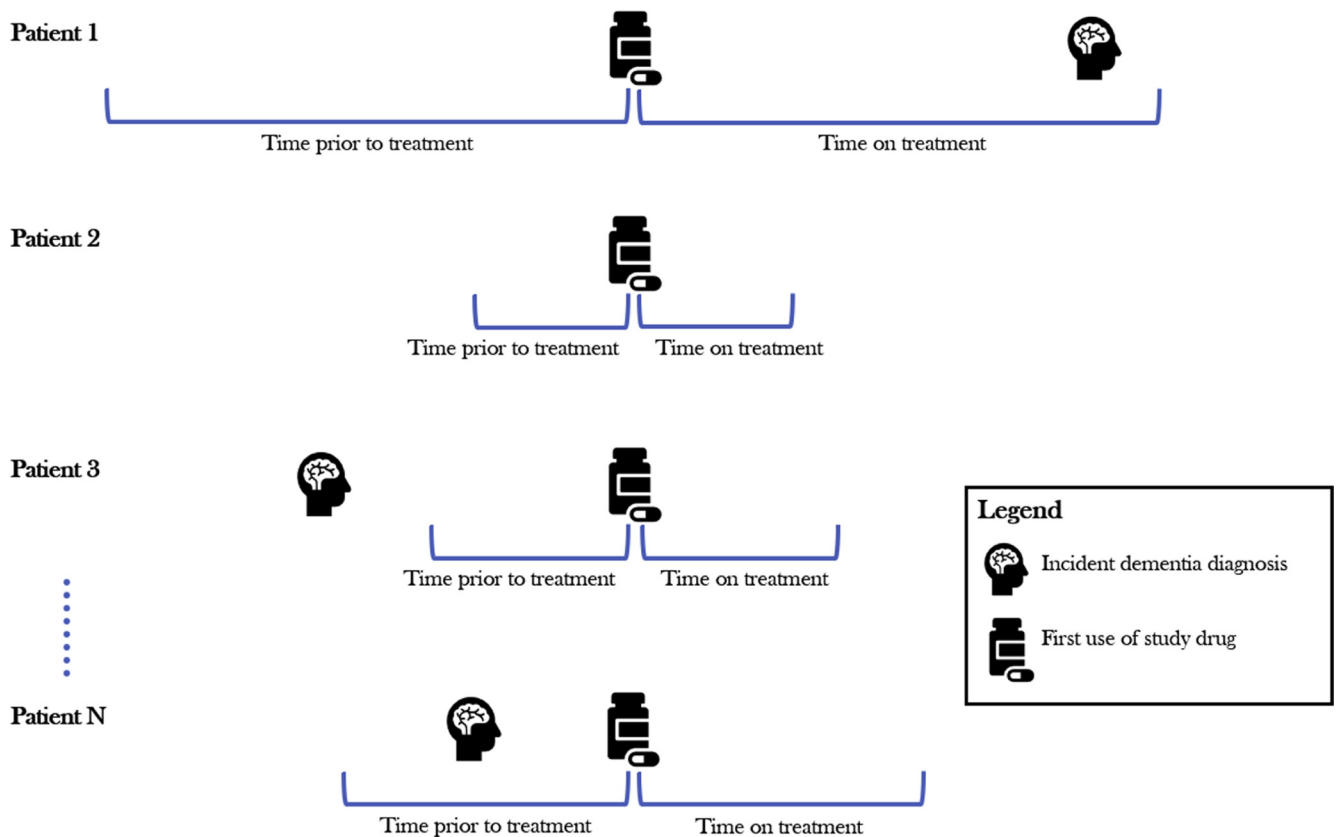 Patient 1
Time prior to treatment
Time on treatment
Patient 2
Time prior to treatment
Time on treatment
Patient 3
Time prior to treatment
Time on treatment
Legend
Incident dementia diagnosis
First use of study drug
Patient N
Time prior to treatment
Time on treatment